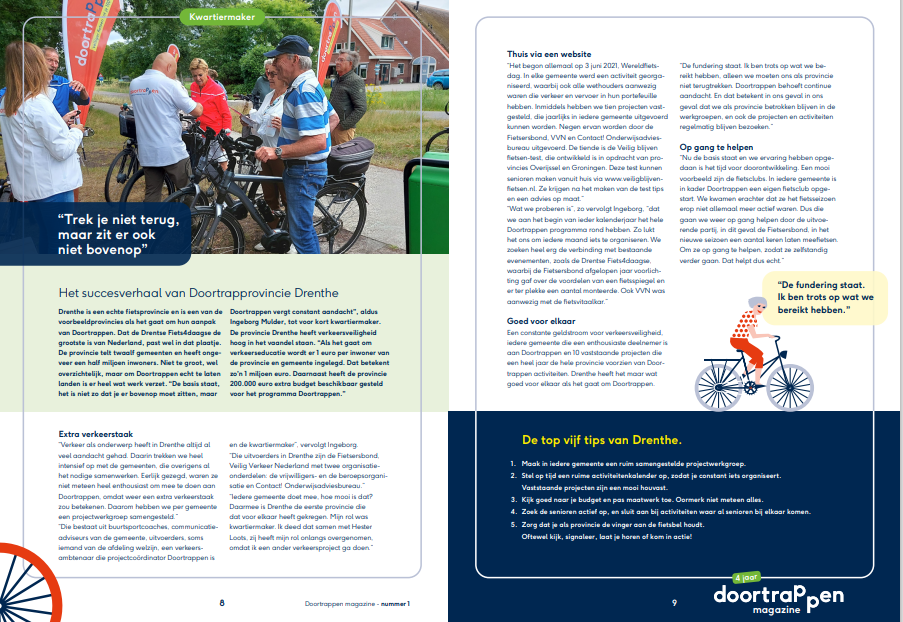 Kwartiermaker
doortrappen
doortrappen
"Trek je niet terug,
maar zit er ook
niet bovenop"
Het succesverhaal van Doortrapprovincie Drenthe
Drenthe is een echte fietsprovincie en is een van de
voorbeeldprovincies als het gaat om hun aanpak
van Doortrappen. Dat de Drentse Fiets4daagse de
grootste is van Nederland, past wel in dat plaatje.
De provincie telt twaalf gemeenten en heeft onge-
veer een half miljoen inwoners. Niet te groot, wel
overzichtelijk, maar om Doortrappen echt te laten
landen is er heel wat werk verzet. "De basis staat,
het is niet zo dat je er bovenop moet zitten, maar
Doortrappen vergt constant aandacht", aldus
Ingeborg Mulder, tot voor kort kwartiermaker.
De provincie Drenthe heeft verkeersveiligheid
hoog in het vaandel staan. "Als het gaat om
verkeerseducatie wordt er 1 euro per inwoner van
de provincie en gemeente ingelegd. Dat betekent
zo'n 1 miljoen euro. Daarnaast heeft de provincie
200.000 euro extra budget beschikbaar gesteld
voor het programma Doortrappen."
Extra verkeerstaak
"Verkeer als onderwerp heeft in Drenthe altijd al
veel aandacht gehad. Daarin trekken we heel
intensief op met de gemeenten, die overigens al
het nodige samenwerken. Eerlijk gezegd, waren ze
niet meteen heel enthousiast om mee te doen aan
Doortrappen, omdat weer een extra verkeerstaak
zou betekenen. Daarom hebben we per gemeente
een projectwerkgroep samengesteld."
"Die bestaat uit buurtsportcoaches, communicatie-
adviseurs van de gemeente, uitvoerders, soms
iemand van de afdeling welzijn, een verkeers-
ambtenaar die projectcoördinator Doortrappen is
en de kwartiermaker", vervolgt Ingeborg.
"Die uitvoerders in Drenthe zijn de Fietsersbond,
Veilig Verkeer Nederland met twee organisatie-
onderdelen: de vrijwilligers- en de beroepsorgani-
satie en Contact! Onderwijsadviesbureau."
"Iedere gemeente doet mee, hoe mooi is dat?
Daarmee is Drenthe de eerste provincie die
dat voor elkaar heeft gekregen. Mijn rol was
kwartiermaker. Ik deed dat samen met Hester
Loots, zij heeft mijn rol onlangs overgenomen,
omdat ik een ander verkeersproject ga doen."
8
Doortrappen magazine - nummer 1
Thuis via een website
"Het begon allemaal op 3 juni 2021, Wereldfiets-
dag. In elke gemeente werd een activiteit georga-
niseerd, waarbij ook alle wethouders aanwezig
waren die verkeer en vervoer in hun portefeuille
hebben. Inmiddels hebben we tien projecten vast-
gesteld, die jaarlijks in iedere gemeente uitgevoerd
kunnen worden. Negen ervan worden door de
Fietsersbond, VVN en Contact! Onderwijsadvies-
bureau uitgevoerd. De tiende is de Veilig blijven
fietsen-test, die ontwikkeld is in opdracht van pro-
vincies Overijssel en Groningen. Deze test kunnen
senioren maken vanuit huis via www.veiligblijven-
fietsen.nl. Ze krijgen na het maken van de test tips
en een advies op maat."
"Wat we proberen is", zo vervolgt Ingeborg, "dat
we aan het begin van ieder kalenderjaar het hele
Doortrappen programma rond hebben. Zo lukt
het ons om iedere maand iets te organiseren. We
zoeken heel erg de verbinding met bestaande
evenementen, zoals de Drentse Fiets4daagse,
waarbij de Fietsersbond afgelopen jaar voorlich-
ting gaf over de voordelen van een fietsspiegel en
er ter plekke een aantal monteerde. Ook VVN was
aanwezig met de fietsvitaalkar."
Goed voor elkaar
Een constante geldstroom voor verkeersveiligheid,
iedere gemeente die een enthousiaste deelnemer is
aan Doortrappen en 10 vaststaande projecten die
een heel jaar de hele provincie voorzien van Door-
trappen activiteiten. Drenthe heeft het maar wat
goed voor elkaar als het gaat om Doortrappen.
"De fundering staat. Ik ben trots op wat we be-
reikt hebben, alleen we moeten ons als provincie
niet terugtrekken. Doortrappen behoeft continue
aandacht. En dat betekent in ons geval in ons
geval dat we als provincie betrokken blijven in de
werkgroepen, en ook de projecten en activiteiten
regelmatig blijven bezoeken."
Op gang te helpen
"Nu de basis staat en we ervaring hebben opge-
daan is het tijd voor doorontwikkeling. Een mooi
voorbeeld zijn de fietsclubs. In iedere gemeente is
in kader Doortrappen een eigen fietsclub opge-
start. We kwamen erachter dat ze het fietsseizoen
erop niet allemaal meer actief waren. Dus die
gaan we weer op gang helpen door de uitvoe-
rende partij, in dit geval de Fietsersbond, in het
nieuwe seizoen een aantal keren laten meefietsen.
Om ze op gang te helpen, zodat ze zelfstandig
verder gaan. Dat helpt dus echt."
"De fundering staat.
Ik ben trots op wat we
bereikt hebben."
De top vijf tips van Drenthe.
1. Maak in iedere gemeente een ruim samengestelde projectwerkgroep.
2. Stel op tijd een ruime activiteitenkalender op, zodat je constant iets organiseert.
Vaststaande projecten zijn een mooi houvast.
3. Kijk goed naar je budget en pas maatwerk toe. Oormerk niet meteen alles.
4. Zoek de senioren actief op, en sluit aan bij activiteiten waar al senioren bij elkaar komen.
5. Zorg dat je als provincie de vinger aan de fietsbel houdt.
Oftewel kijk, signaleer, laat je horen of kom in actie!
9
4 jaar
doortrappen
magazine